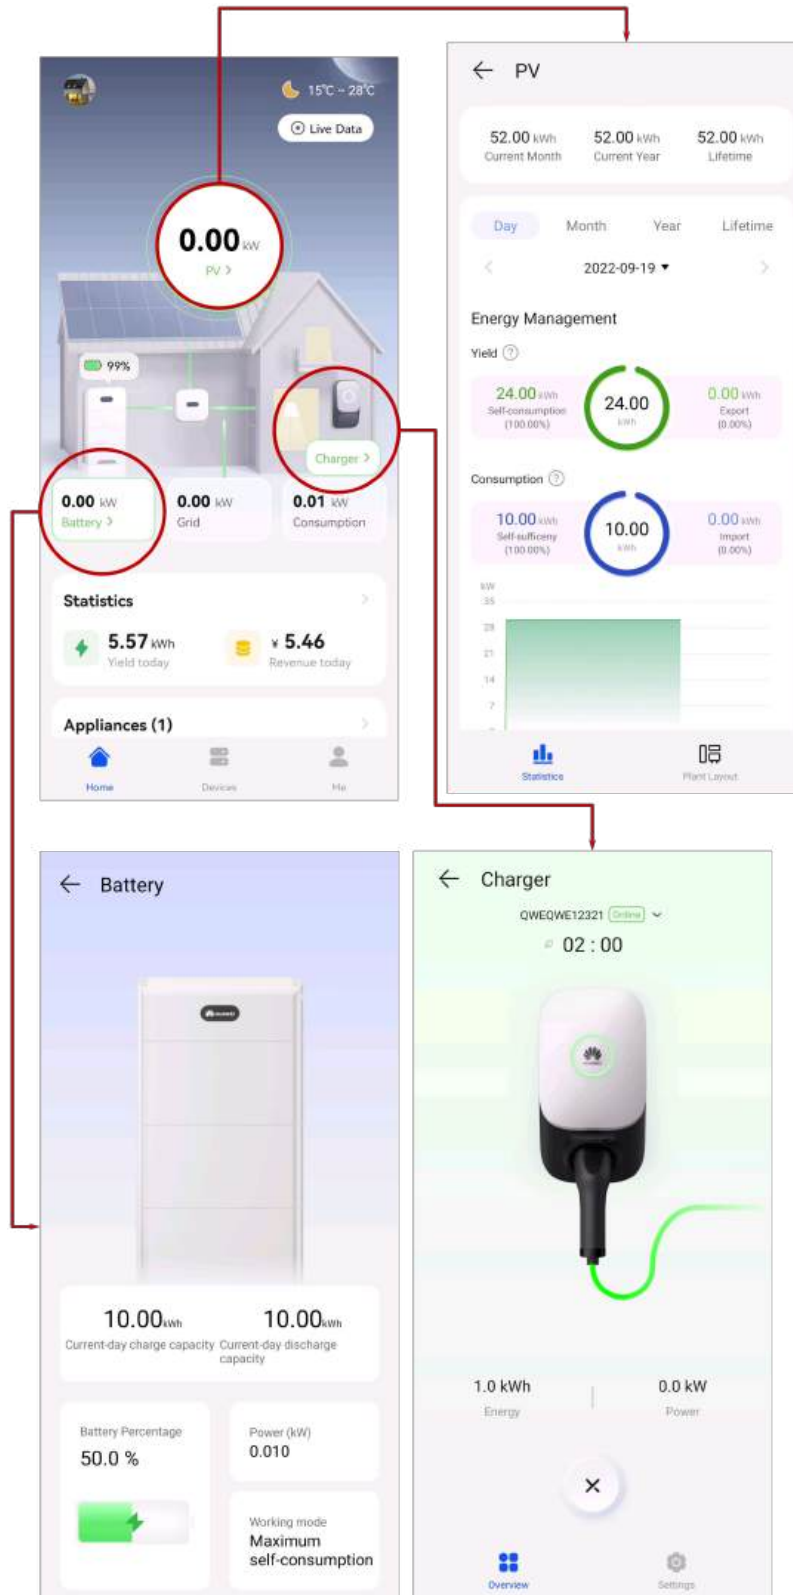 15°C ~ 28°C
Live Data
0.00 kW
PV >
99%
Charger >
0.00 kW
Battery >
0.00 kW
Grid
0.01 kW
Consumption
Statistics
5.57 kWh
Yield today
¥ 5.46
Revenue today
Appliances (1)
Home
Devices
Me
PV
52.00 kWh
Current Month
52.00 kWh
Current Year
52.00 kWh
Lifetime
Day
Month
Year
Lifetime
2022-09-19
Energy Management
Yield ?
24.00 kWh
Self-consumption
(100.00%)
24.00
kWh
0.00 kWh
Export
(0.00%)
Consumption ?
10.00 kWh
Self-sufficeny
(100.00%)
10.00
kWh
0.00 kWh
Import
(0.00%)
kW
35
28
21
14
7
Statistics
Plant Layout
Battery
HUAWEI
10.00kWh
Current-day charge capacity
10.00kWh
Current-day discharge
capacity
Battery Percentage
50.0 %
Power (kW)
0.010
Working mode
Maximum
self-consumption
Charger
QWEQWE12321 Online
02 : 00
1.0 kWh
Energy
0.0 kW
Power
Overview
Settings